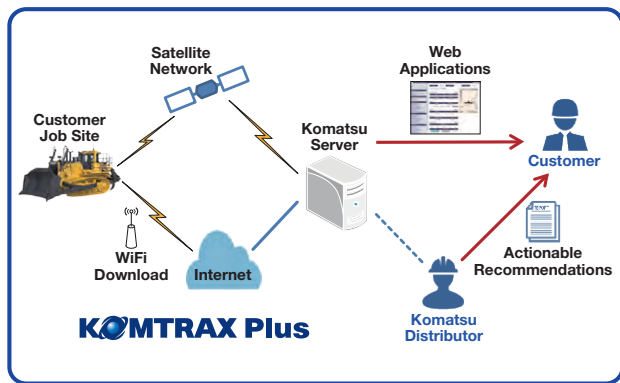 Satellite
Network
Web
Applications
Customer
Job Site
Komatsu
Server
Customer
WiFi
Download
Internet
REPORT
Actionable
Recommendations
Komatsu
Distributor
KOMTRAX Plus